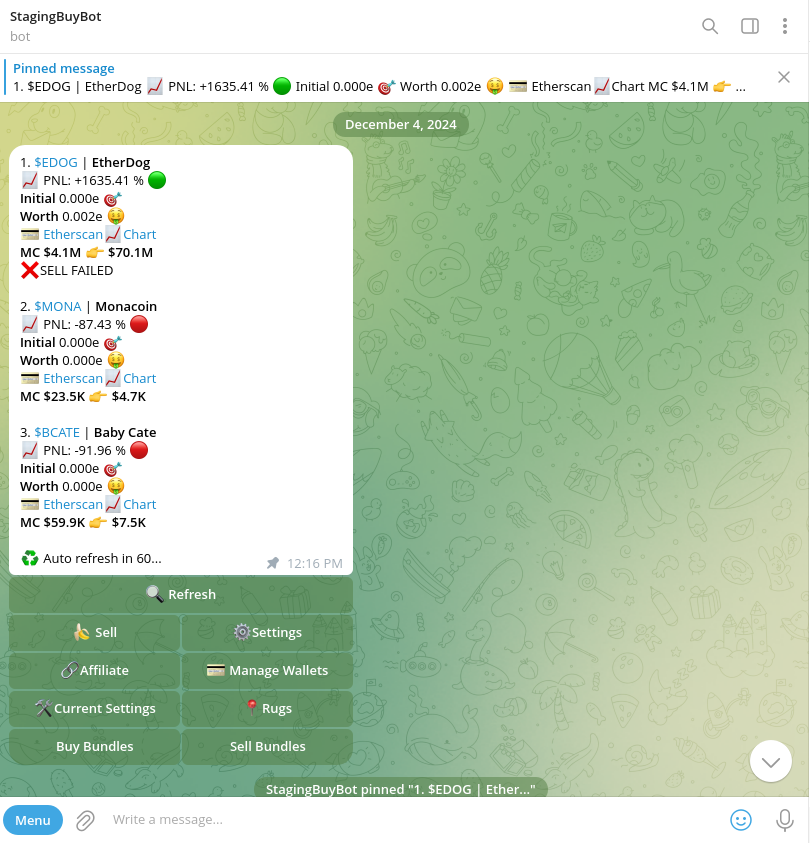 StagingBuyBot
bot
Pinned message
1. $EDOG | EtherDog 📈 PNL: +1635.41 % 🟢 Initial 0.000e 🎯 Worth 0.002e 🤑 💳 Etherscan📈Chart MC $4.1M 👉 ...
December 4, 2024
1. $EDOG | EtherDog
📈 PNL: +1635.41 % 🟢
Initial 0.000e 🎯
Worth 0.002e 🤑
💳 Etherscan📈Chart
MC $4.1M 👉 $70.1M
❌SELL FAILED
2. $MONA | Monacoin
📈 PNL: -87.43 % 🔴
Initial 0.000e 🎯
Worth 0.000e 🤑
💳 Etherscan📈Chart
MC $23.5K 👉 $4.7K
3. $BCATE | Baby Cate
📈 PNL: -91.96 % 🔴
Initial 0.000e 🎯
Worth 0.000e 🤑
💳 Etherscan📈Chart
MC $59.9K 👉 $7.5K
♻️ Auto refresh in 60...
12:16 PM
🔍 Refresh
🍌 Sell
⚙️Settings
🔗Affiliate
💳 Manage Wallets
🛠Current Settings
📍Rugs
Buy Bundles
Sell Bundles
StagingBuyBot pinned "1. $EDOG | Ether..."
Menu
Write a message...